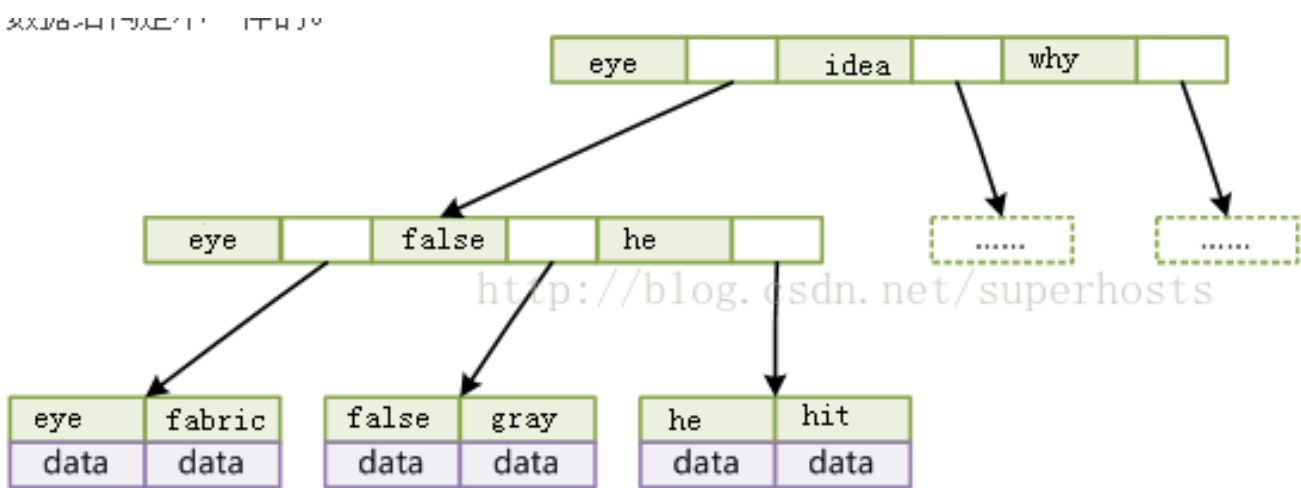 eye idea why
eye false he ...... ......
http://blog.csdn.net/superhosts
eye fabric false gray he hit
data data data data data data